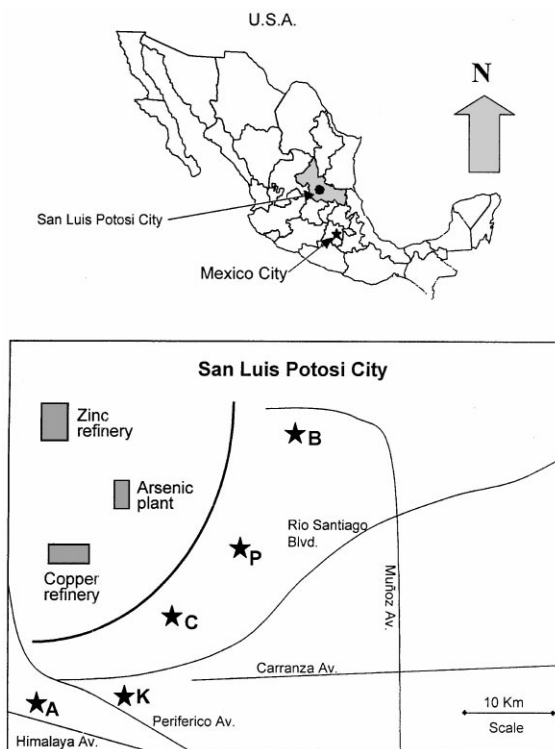 U.S.A.
N
San Luis Potosi City
Mexico City
San Luis Potosi City
Zinc
refinery
B
Arsenic
plant
Rio Santiago
Blvd.
P
Copper
refinery
Muñoz Av.
C
Carranza Av.
K
A
10 Km
Periferico Av.
Scale
Himalaya Av.